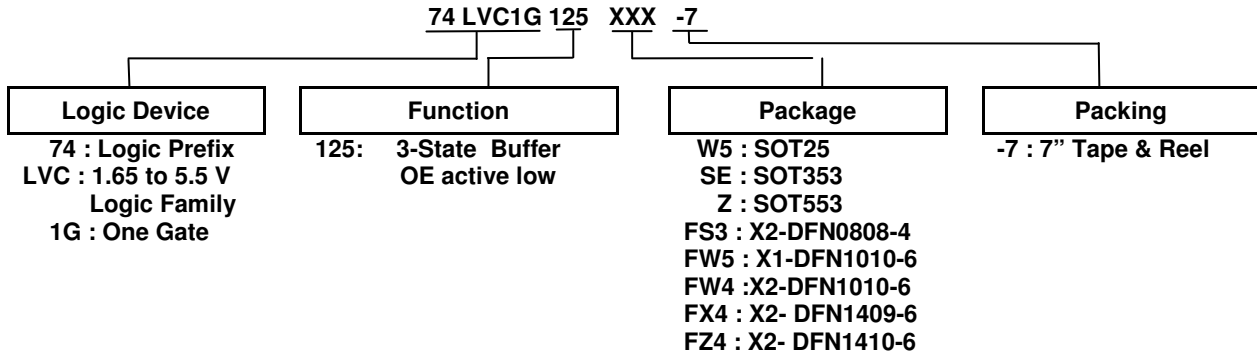 74 LVC1G 125 XXX -7
Logic Device
74 : Logic Prefix
LVC : 1.65 to 5.5 V
Logic Family
1G : One Gate
Function
125: 3-State Buffer
OE active low
Package
W5 : SOT25
SE : SOT353
Z : SOT553
FS3 : X2-DFN0808-4
FW5 : X1-DFN1010-6
FW4 :X2-DFN1010-6
FX4 : X2- DFN1409-6
FZ4 : X2- DFN1410-6
Packing
-7 : 7” Tape & Reel